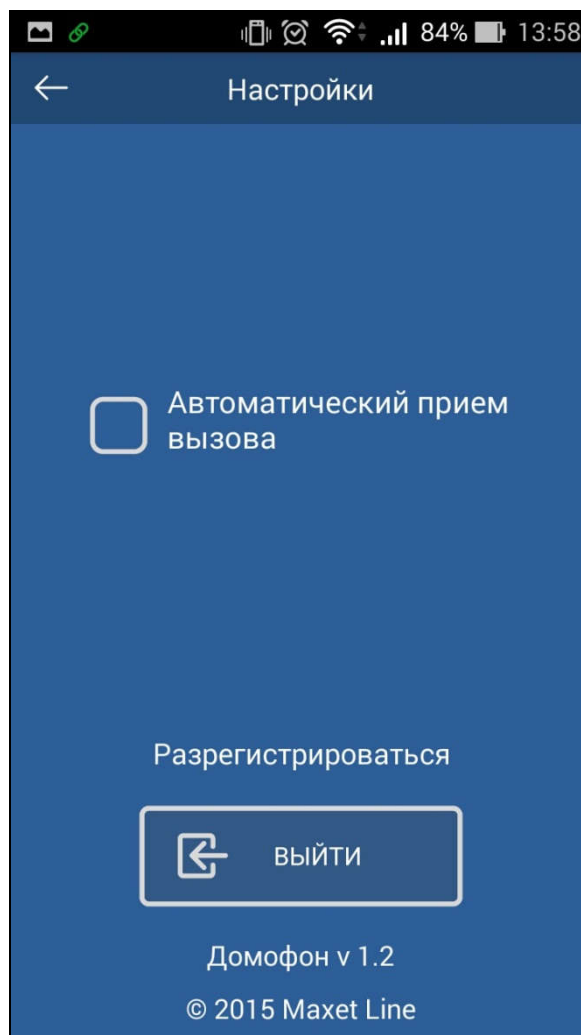 84% 13:58
Настройки
Автоматический прием
вызова
Разрегистрироваться
ВЫЙТИ
Домофон v 1.2
© 2015 Maxet Line